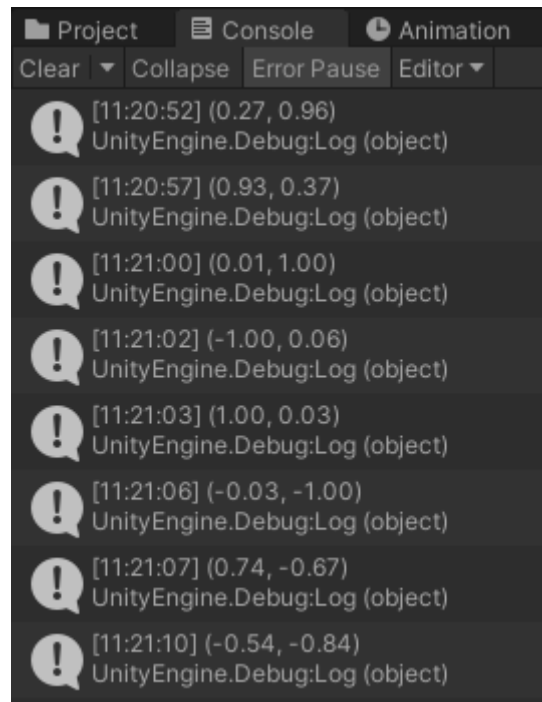 Project Console Animation
Clear Collapse Error Pause Editor
[11:20:52] (0.27, 0.96)
UnityEngine.Debug:Log (object)
[11:20:57] (0.93, 0.37)
UnityEngine.Debug:Log (object)
[11:21:00] (0.01, 1.00)
UnityEngine.Debug:Log (object)
[11:21:02] (-1.00, 0.06)
UnityEngine.Debug:Log (object)
[11:21:03] (1.00, 0.03)
UnityEngine.Debug:Log (object)
[11:21:06] (-0.03, -1.00)
UnityEngine.Debug:Log (object)
[11:21:07] (0.74, -0.67)
UnityEngine.Debug:Log (object)
[11:21:10] (-0.54, -0.84)
UnityEngine.Debug:Log (object)